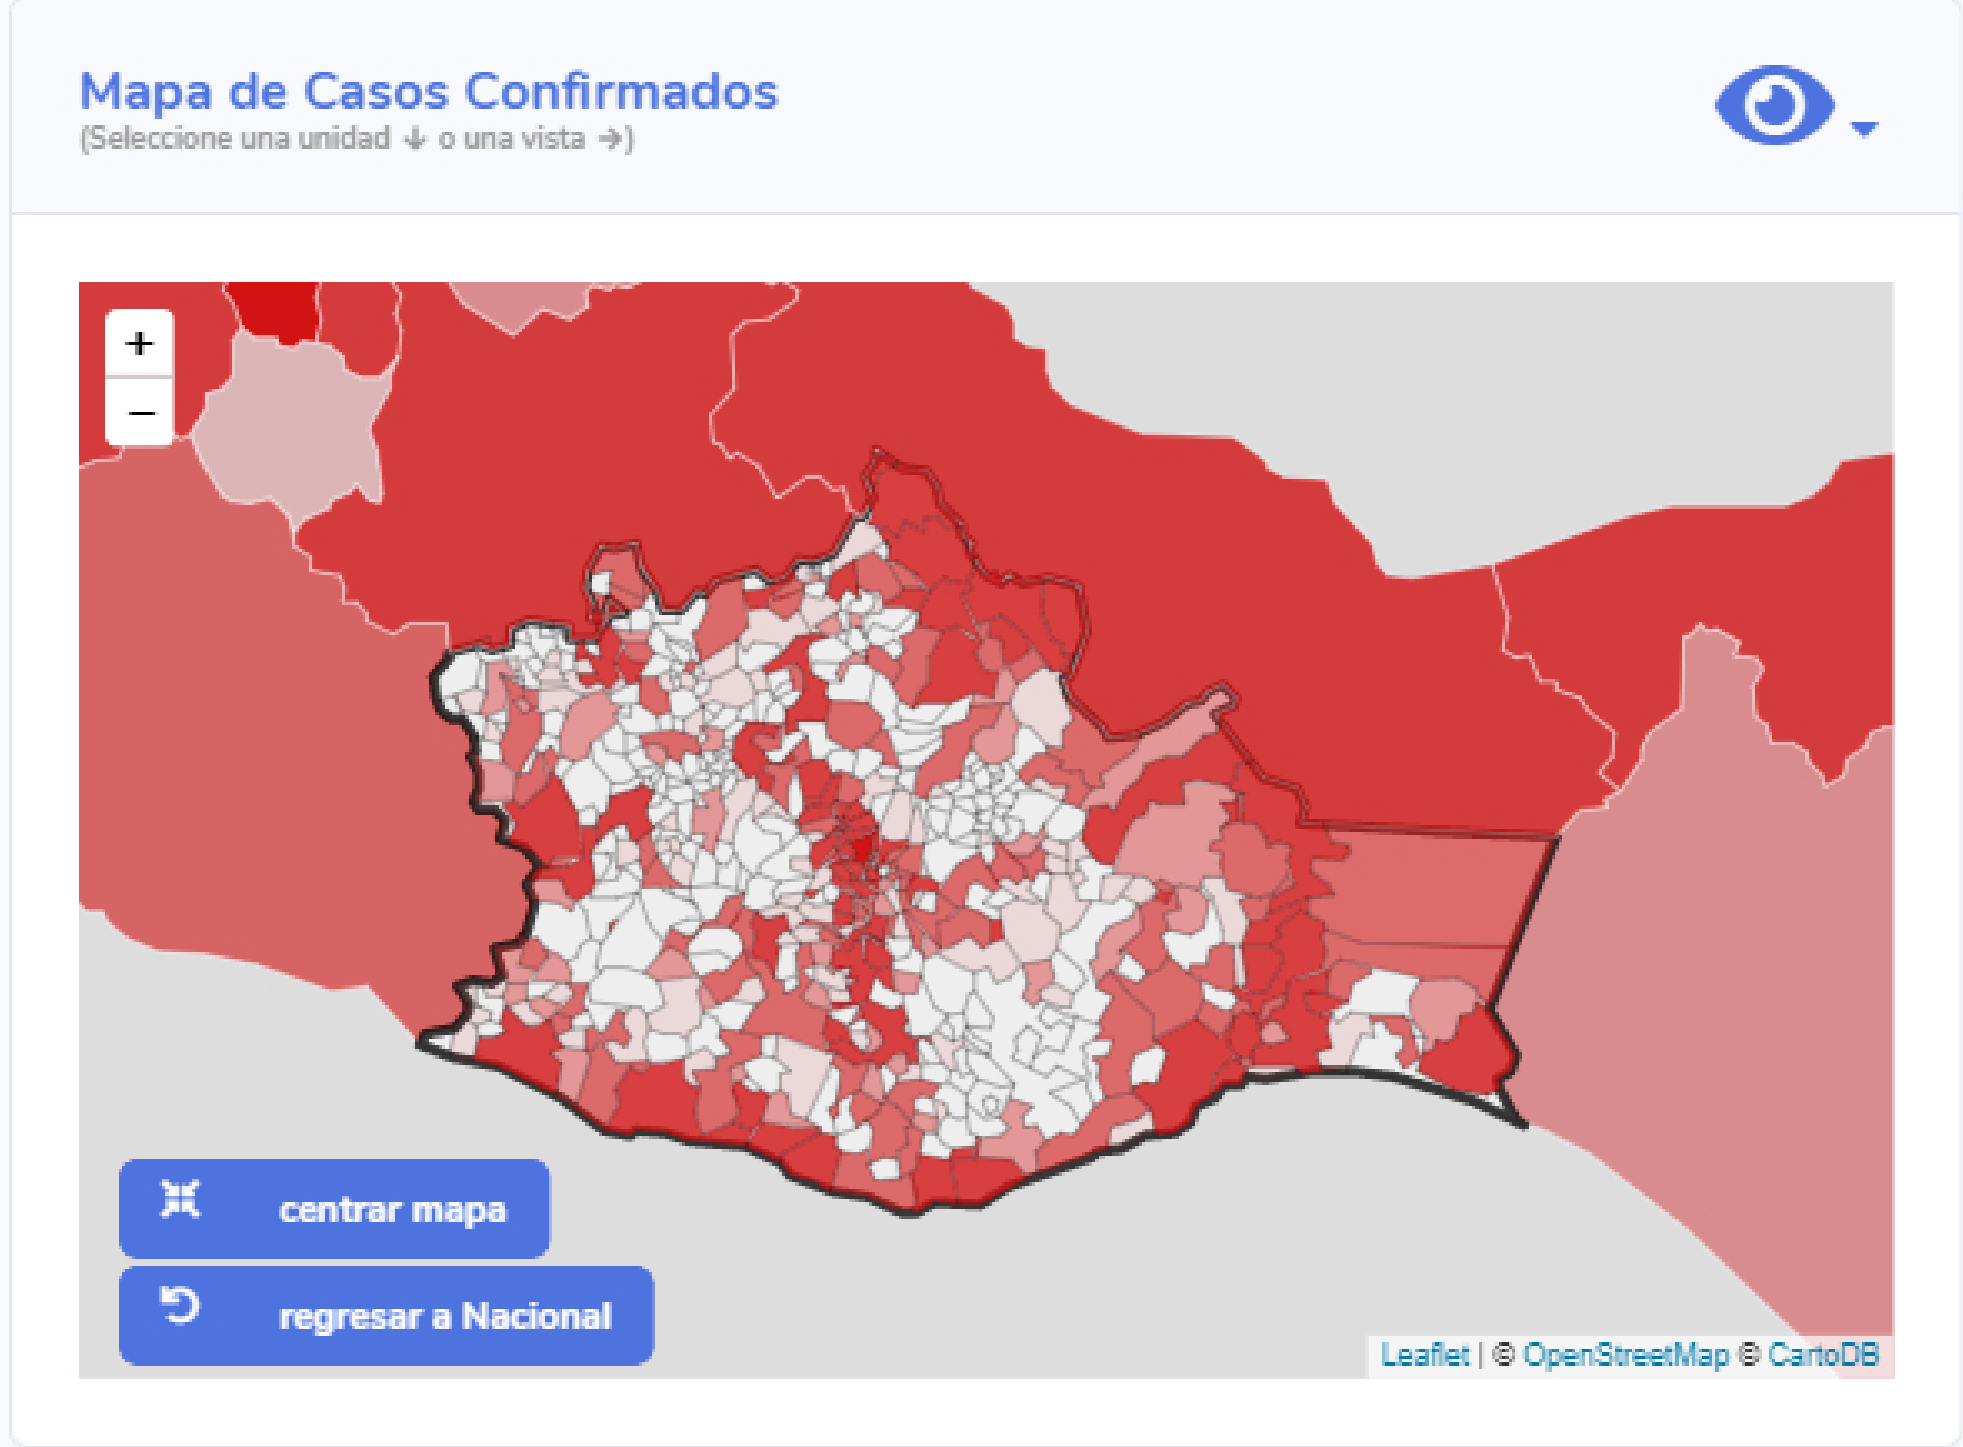 Mapa de Casos Confirmados
(Seleccione una unidad ↓ o una vista →)
+
−
centrar mapa
regresar a Nacional
Leaflet | © OpenStreetMap © CartoDB